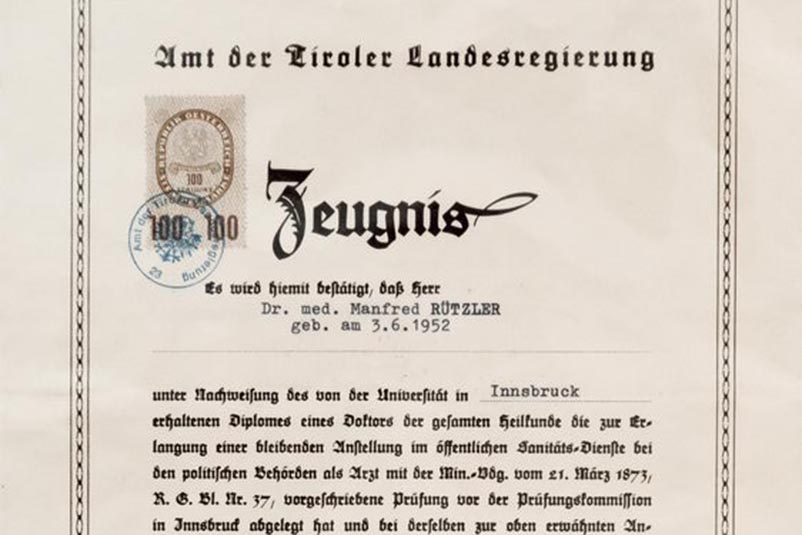 Amt der Tiroler Landesregierung
REPUBLIK OESTERREICH
100
100 100
Amt der Tiroler Landesregierung
23
Zeugnis
Es wird hiemit bestätigt, daß Herr
Dr. med. Manfred RÜTZLER
geb. am 3.6.1952
unter Nachweisung des von der Universität in Innsbruck
erhaltenen Diplomes eines Doktors der gesamten Heilkunde die zur Er-
langung einer bleibenden Anstellung im öffentlichen Sanitäts-Dienste bei
den politischen Behörden als Arzt mit der Min.-Vdg. vom 21. März 1873,
R. G. Bl. Nr. 37, vorgeschriebene Prüfung vor der Prüfungskommission
in Innsbruck abgelegt hat und bei derselben zur oben erwähnten An-